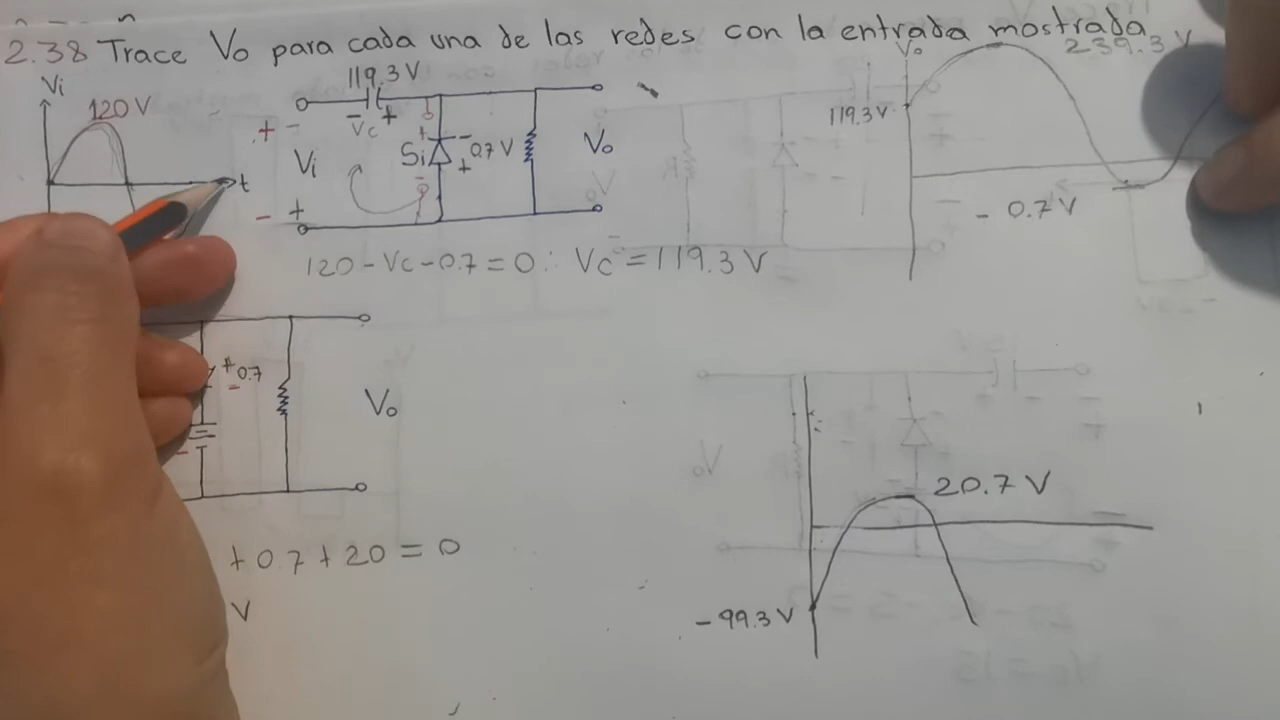 2.38 Trace Vo para cada una de las redes con la entrada mostrada
Vi
120 V
t
119.3 V
- Vc +
+ -
Vi
- +
Si
+
-
-
+
0.7 V
Vo
120 - Vc - 0.7 = 0 ∴ Vc = 119.3 V
Vo
239.3 V
119.3 V
- 0.7 V
+ 0.7
-
-
Vo
+ 0.7 + 20 = 0
V
20.7 V
- 99.3 V